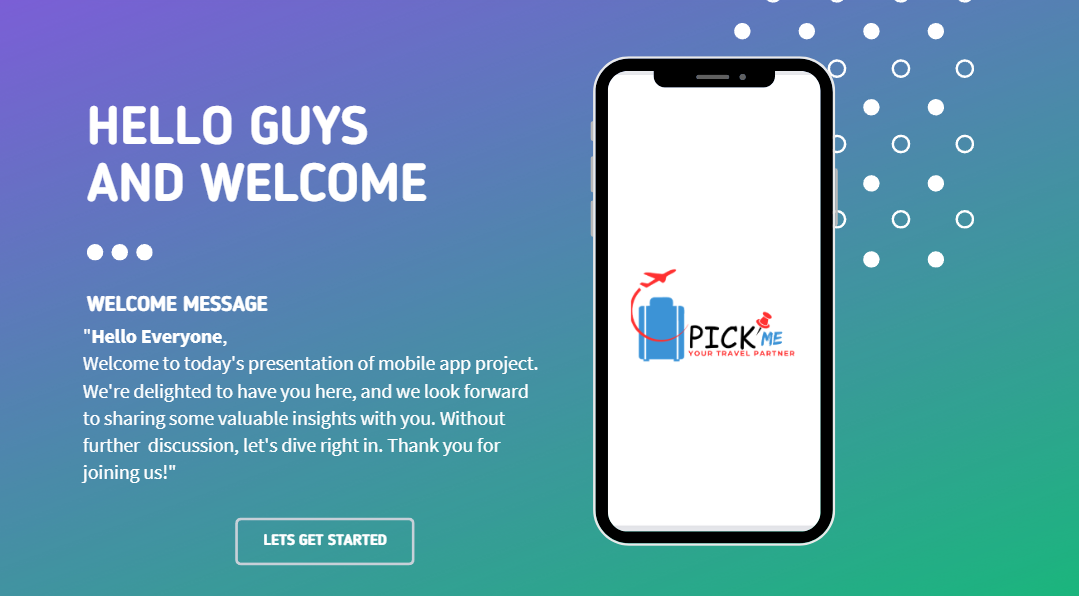 HELLO GUYS
AND WELCOME
WELCOME MESSAGE
"Hello Everyone,
Welcome to today's presentation of mobile app project.
We're delighted to have you here, and we look forward
to sharing some valuable insights with you. Without
further  discussion, let's dive right in. Thank you for
joining us!"
LETS GET STARTED
PICK ME
YOUR TRAVEL PARTNER